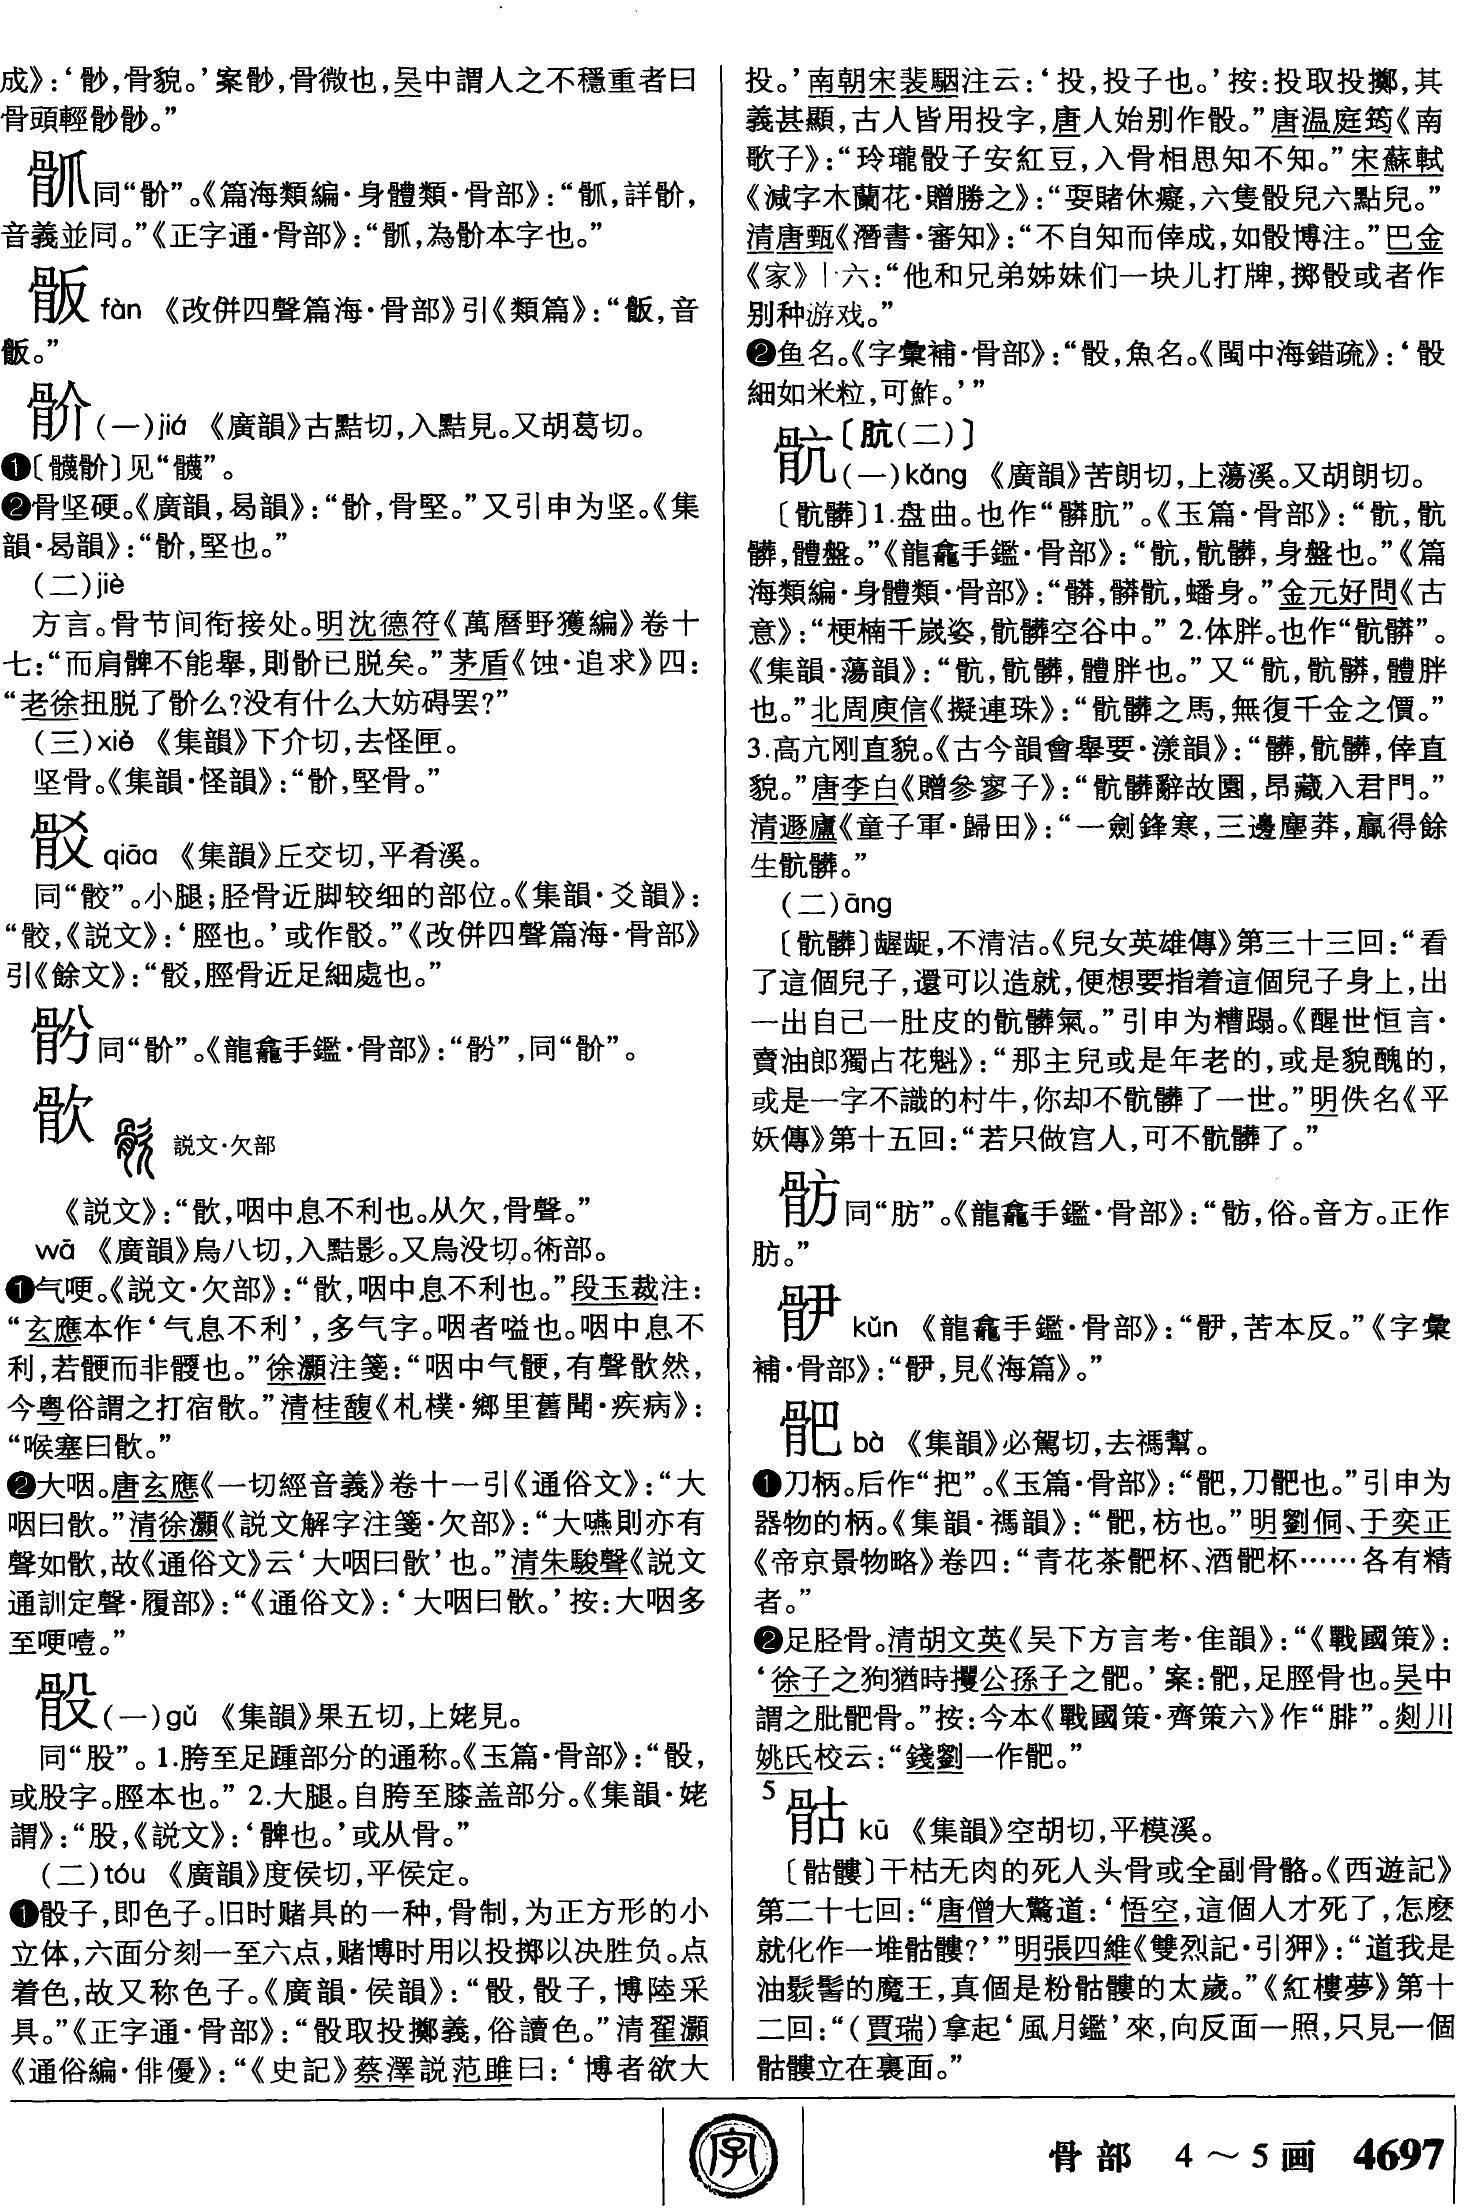 成》：‘䯚，骨貌。’案䯚，骨微也，吴中謂人之不穩重者曰
骨頭輕䯚䯚。”
同“骱”。《篇海類編·身體類·骨部》：“，詳骱，
音義並同。”《正字通·骨部》：“，為骱本字也。”
fàn 《改併四聲篇海·骨部》引《類篇》：“，音
飯。”
骱(一)jiá 《廣韻》古黠切，入黠見。又胡葛切。
❶〔骱〕见“”。
❷骨坚硬。《廣韻，曷韻》：“骱，骨堅。”又引申为坚。《集
韻·曷韻》：“骱，堅也。”
(二)jiè
方言。骨节间衔接处。明沈德符《萬曆野獲編》卷十
七：“而肩髀不能舉，則骱已脱矣。”茅盾《蚀·追求》四：
“老徐扭脱了骱么？没有什么大妨碍罢？”
(三)xiě 《集韻》下介切，去怪匣。
坚骨。《集韻·怪韻》：“骱，堅骨。”
qiāo 《集韻》丘交切，平肴溪。
同“骹”。小腿；胫骨近脚较细的部位。《集韻·爻韻》：
“骹，《説文》：‘脛也。’或作。”《改併四聲篇海·骨部》
引《餘文》：“，脛骨近足細處也。”
同“骱”。《龍龕手鑑·骨部》：“”，同“骱”。
䯏 説文·欠部
《説文》：“䯏，咽中息不利也。从欠，骨聲。”
wā 《廣韻》烏八切，入黠影。又烏没切。術部。
❶气哽。《説文·欠部》：“䯏，咽中息不利也。”段玉裁注：
“玄應本作‘气息不利’，多气字。咽者嗌也。咽中息不
利，若骾而非骾也。”徐灝注箋：“咽中气骾，有聲䯏然，
今粤俗謂之打宿䯏。”清桂馥《札樸·鄉里舊聞·疾病》：
“喉塞曰䯏。”
❷大咽。唐玄應《一切經音義》卷十一引《通俗文》：“大
咽曰䯏。”清徐灝《説文解字注箋·欠部》：“大嚥則亦有
聲如䯏，故《通俗文》云‘大咽曰䯏’也。”清朱駿聲《説文
通訓定聲·履部》：“《通俗文》：‘大咽曰䯏。’按：大咽多
至哽噎。”
骰(一)gǔ 《集韻》果五切，上姥見。
同“股”。1.胯至足踵部分的通称。《玉篇·骨部》：“骰，
或股字。脛本也。” 2.大腿。自胯至膝盖部分。《集韻·姥
謂》：“股，《説文》：‘髀也。’或从骨。”
(二)tóu 《廣韻》度侯切，平侯定。
❶骰子，即色子。旧时赌具的一种，骨制，为正方形的小
立体，六面分刻一至六点，赌博时用以投掷以决胜负。点
着色，故又称色子。《廣韻·侯韻》：“骰，骰子，博陸采
具。”《正字通·骨部》：“骰取投擲義，俗讀色。”清翟灝
《通俗編·俳優》：“《史記》蔡澤説范雎曰：‘博者欲大
投。’南朝宋裴駰注云：‘投，投子也。’按：投取投擲，其
義甚顯，古人皆用投字，唐人始别作骰。”唐温庭筠《南
歌子》：“玲瓏骰子安紅豆，入骨相思知不知。”宋蘇軾
《減字木蘭花·贈勝之》：“耍賭休癡，六隻骰兒六點兒。”
清唐甄《潛書·審知》：“不自知而倖成，如骰博注。”巴金
《家》十六：“他和兄弟姊妹们一块儿打牌，掷骰或者作
别种游戏。”
❷鱼名。《字彙補·骨部》：“骰，魚名。《閩中海錯疏》：‘骰
細如米粒，可鮓。’”
骯〔肮(二)〕
(一)kǎng 《廣韻》苦朗切，上蕩溪。又胡朗切。
〔骯髒〕1.盘曲。也作“髒肮”。《玉篇·骨部》：“骯，骯
髒，體盤。”《龍龕手鑑·骨部》：“骯，骯髒，身盤也。”《篇
海類編·身體類·骨部》：“髒，髒骯，蟠身。”金元好問《古
意》：“梗楠千嵗姿，骯髒空谷中。” 2.体胖。也作“骯髒”。
《集韻·蕩韻》：“骯，骯髒，體胖也。”又“骯，骯髒，體胖
也。”北周庾信《擬連珠》：“骯髒之馬，無復千金之價。”
3.高亢刚直貌。《古今韻會舉要·漾韻》：“髒，骯髒，倖直
貌。”唐李白《贈參寥子》：“骯髒辭故園，昂藏入君門。”
清遯廬《童子軍·歸田》：“一劍鋒寒，三邊塵莽，贏得餘
生骯髒。”
(二)āng
〔骯髒〕龌龊，不清洁。《兒女英雄傳》第三十三回：“看
了這個兒子，還可以造就，便想要指着這個兒子身上，出
一出自己一肚皮的骯髒氣。”引申为糟蹋。《醒世恒言·
賣油郎獨占花魁》：“那主兒或是年老的，或是貌醜的，
或是一字不識的村牛，你却不骯髒了一世。”明佚名《平
妖傳》第十五回：“若只做宫人，可不骯髒了。”
同“肪”。《龍龕手鑑·骨部》：“，俗。音方。正作
肪。”
kǔn 《龍龕手鑑·骨部》：“，苦本反。”《字彙
補·骨部》：“，見《海篇》。”
䯲 bà 《集韻》必駕切，去禡幫。
❶刀柄。后作“把”。《玉篇·骨部》：“䯲，刀䯲也。”引申为
器物的柄。《集韻·禡韻》：“䯲，枋也。”明劉侗、于奕正
《帝京景物略》卷四：“青花茶䯲杯、酒䯲杯……各有精
者。”
❷足胫骨。清胡文英《吴下方言考·隹韻》：“《戰國策》：
‘徐子之狗猶時攫公孫子之䯲。’案：䯲，足脛骨也。吴中
謂之肶䯲骨。”按：今本《戰國策·齊策六》作“腓”。剡川
姚氏校云：“錢劉一作䯲。”
5
骷 kū 《集韻》空胡切，平模溪。
〔骷髏〕干枯无肉的死人头骨或全副骨骼。《西遊記》
第二十七回：“唐僧大驚道：‘悟空，這個人才死了，怎麽
就化作一堆骷髏？’”明張四維《雙烈記·引狎》：“道我是
油鬏髻的魔王，真個是粉骷髏的太歲。”《紅樓夢》第十
二回：“(賈瑞)拿起‘風月鑑’來，向反面一照，只見一個
骷髏立在裏面。”
字
骨部 4～5画 4697